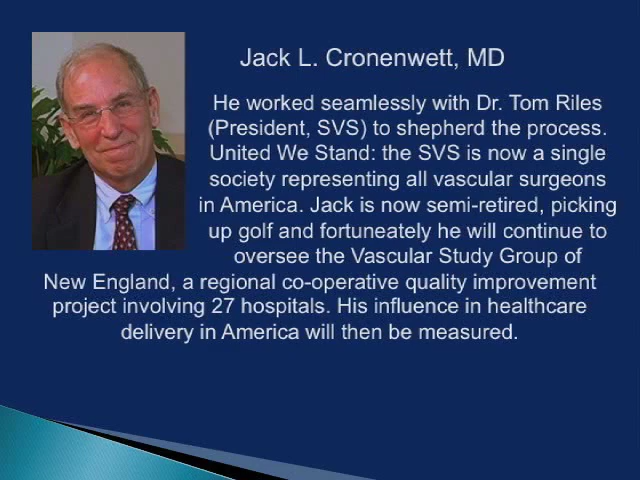 Jack L. Cronenwett, MD
He worked seamlessly with Dr. Tom Riles
(President, SVS) to shepherd the process.
United We Stand: the SVS is now a single
society representing all vascular surgeons
in America. Jack is now semi-retired, picking
up golf and fortuneately he will continue to
oversee the Vascular Study Group of
New England, a regional co-operative quality improvement
project involving 27 hospitals. His influence in healthcare
delivery in America will then be measured.